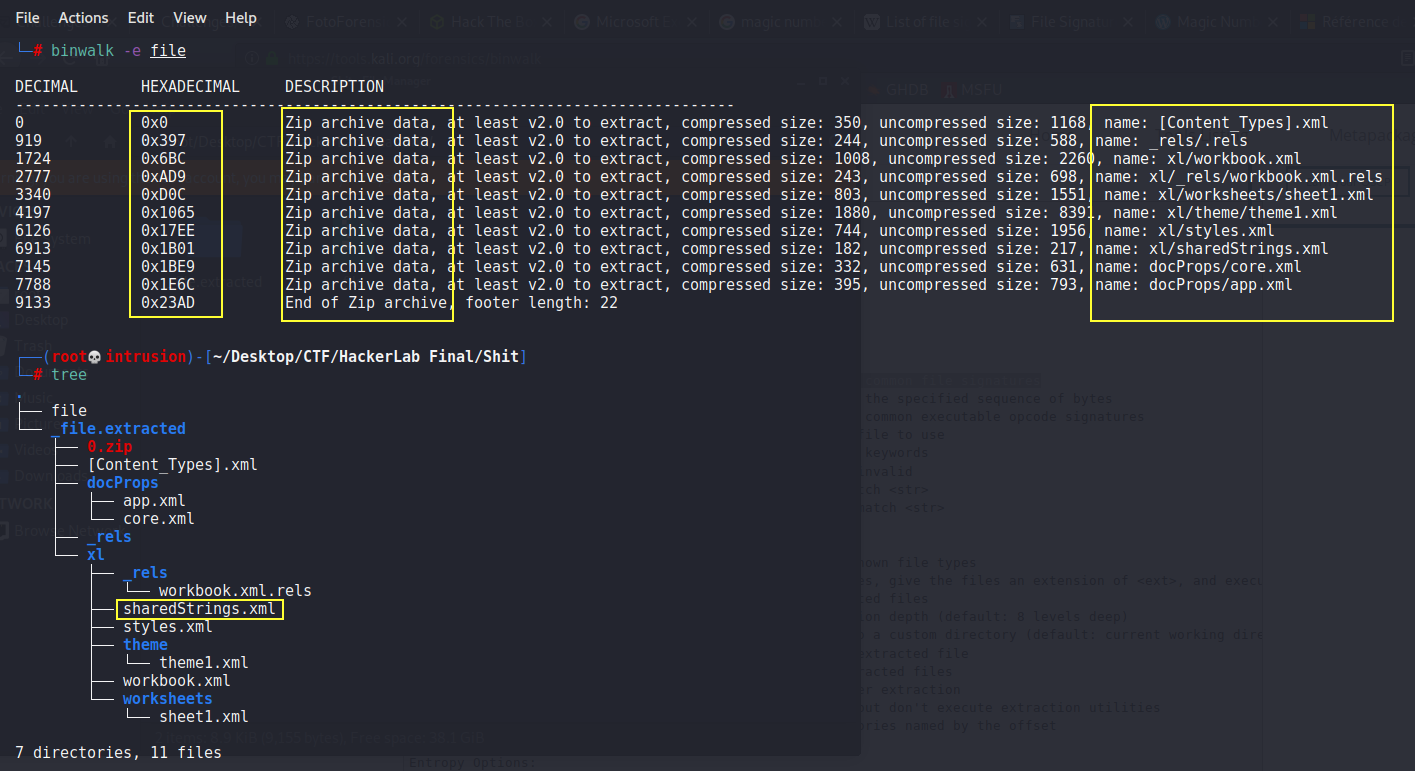 File Actions Edit View Help
└─# binwalk -e file
DECIMAL HEXADECIMAL DESCRIPTION
--------------------------------------------------------------------------------
0 0x0 Zip archive data, at least v2.0 to extract, compressed size: 350, uncompressed size: 1168, name: [Content_Types].xml
919 0x397 Zip archive data, at least v2.0 to extract, compressed size: 244, uncompressed size: 588, name: _rels/.rels
1724 0x6BC Zip archive data, at least v2.0 to extract, compressed size: 1008, uncompressed size: 2260, name: xl/workbook.xml
2777 0xAD9 Zip archive data, at least v2.0 to extract, compressed size: 243, uncompressed size: 698, name: xl/_rels/workbook.xml.rels
3340 0xD0C Zip archive data, at least v2.0 to extract, compressed size: 803, uncompressed size: 1551, name: xl/worksheets/sheet1.xml
4197 0x1065 Zip archive data, at least v2.0 to extract, compressed size: 1880, uncompressed size: 8391, name: xl/theme/theme1.xml
6126 0x17EE Zip archive data, at least v2.0 to extract, compressed size: 744, uncompressed size: 1956, name: xl/styles.xml
6913 0x1B01 Zip archive data, at least v2.0 to extract, compressed size: 182, uncompressed size: 217, name: xl/sharedStrings.xml
7145 0x1BE9 Zip archive data, at least v2.0 to extract, compressed size: 332, uncompressed size: 631, name: docProps/core.xml
7788 0x1E6C Zip archive data, at least v2.0 to extract, compressed size: 395, uncompressed size: 793, name: docProps/app.xml
9133 0x23AD End of Zip archive, footer length: 22
┌──(root💀intrusion)-[~/Desktop/CTF/HackerLab Final/Shit]
└─# tree
.
├── file
└── _file.extracted
├── 0.zip
├── [Content_Types].xml
├── docProps
├── app.xml
└── core.xml
├── _rels
└── xl
├── _rels
└── workbook.xml.rels
├── sharedStrings.xml
├── styles.xml
├── theme
└── theme1.xml
├── workbook.xml
└── worksheets
└── sheet1.xml
7 directories, 11 files